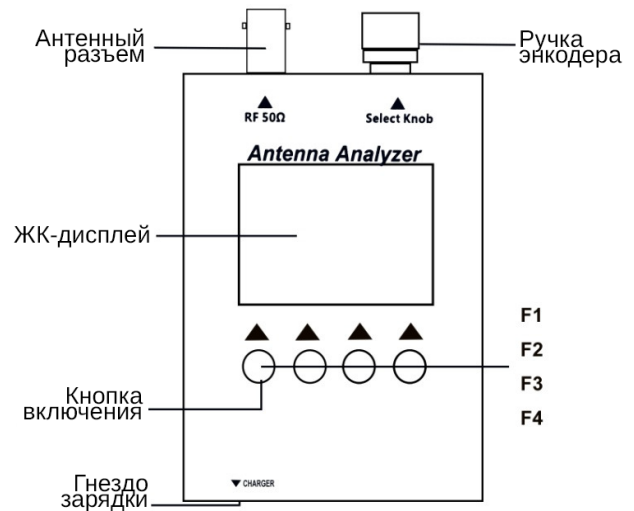 Антенный
разъем
Ручка
энкодера
RF 50Ω
Select Knob
Antenna Analyzer
ЖК-дисплей
F1
F2
F3
F4
Кнопка
включения
Гнездо
зарядки
CHARGER